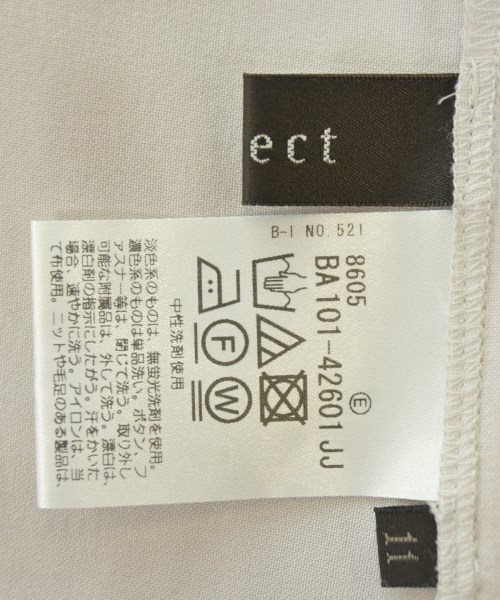 ect
B-I NO. 521
8605
BA101-42601JJ
E
F
W
中性洗剤使用
淡色系のものは、無蛍光洗剤を使用。
濃色系のものは単品洗い。ボタン、フ
ァスナー等は、閉じて洗う。取り外し
可能な附属品は、外して洗う。漂白は、
漂白剤の指示にしたがう。汗をかいた
場合、速やかに洗う。アイロンは、当
て布使用。ニットや毛足のある製品は、
11